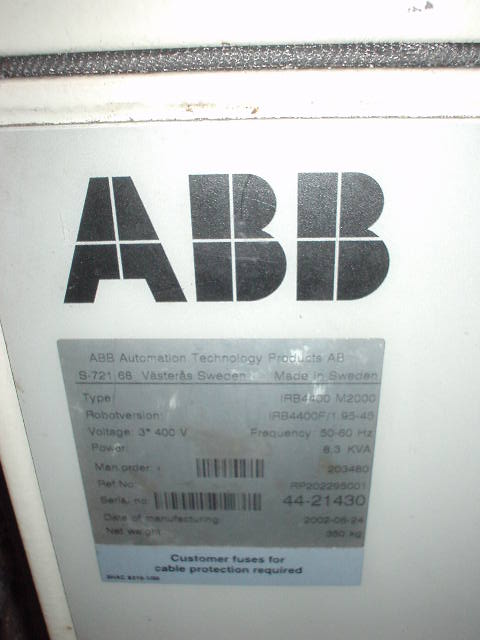 ABB
ABB Automation Technology Products AB
S-721 68 Västerås Sweden Made in Sweden
Type: IRB4400 M2000
Robotversion: IRB4400F/1.95-45
Voltage: 3* 400 V Frequency: 50-60 Hz
Power: 8,3 KVA
Man.order: 203480
Ref No: RP202295001
Serial no: 44-21430
Date of manufacturing: 2002-06-24
Net weight: 350 kg
Customer fuses for
cable protection required